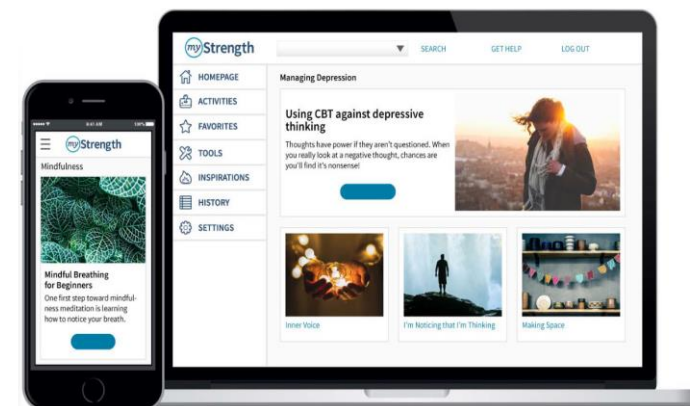 myStrength
SEARCH
GET HELP
LOG OUT
HOMEPAGE
ACTIVITIES
FAVORITES
TOOLS
INSPIRATIONS
HISTORY
SETTINGS
Managing Depression
Using CBT against depressive
thinking
Thoughts have power if they aren't questioned. When
you really look at a negative thought, chances are
you'll find it's nonsense!
Inner Voice
I'm Noticing that I'm Thinking
Making Space
9:41 AM
myStrength
Mindfulness
Mindful Breathing
for Beginners
One first step toward mindful-
ness meditation is learning
how to notice your breath.